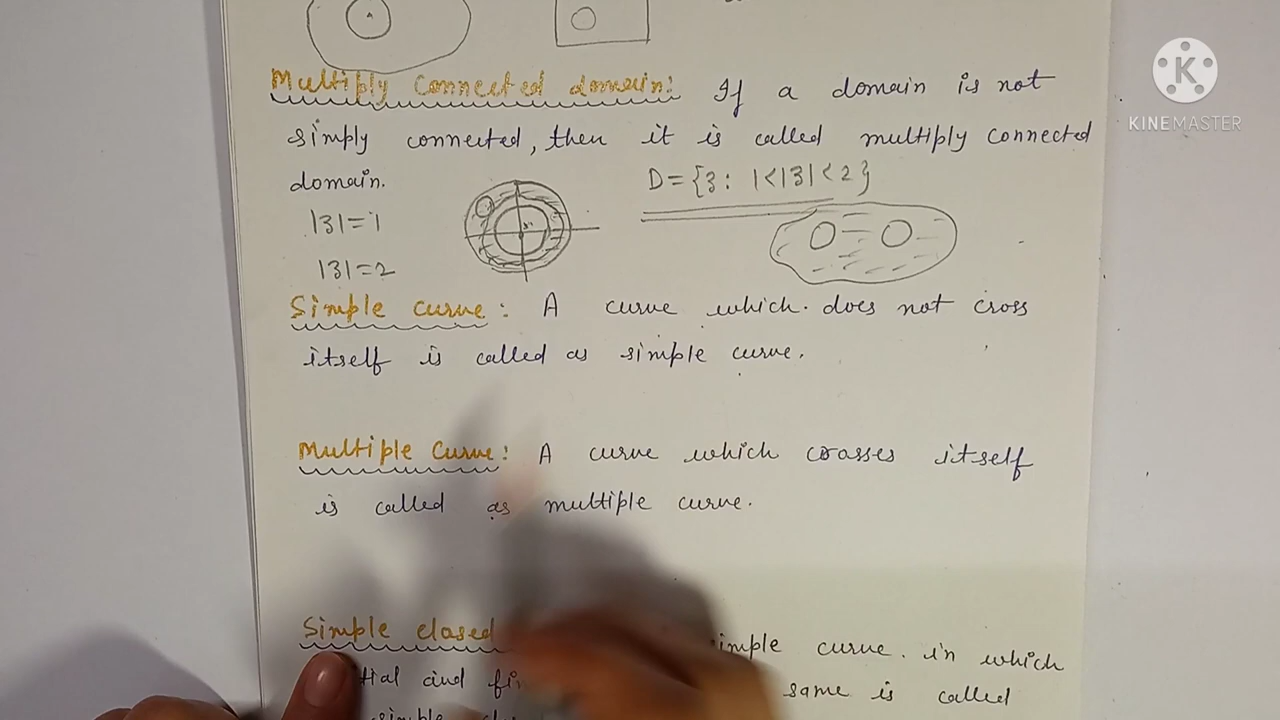 Multiply Connected domain: If a domain is not
simply connected, then it is called multiply connected
domain.
D = {z : 1<|z|<2}
|z|=1
|z|=2
Simple Curve : A curve which does not cross
itself is called as simple curve.
Multiple Curve : A curve which crosses itself
is called as multiple curve.
Simple closed simple curve in which
and same is called
simple
K
KINEMASTER